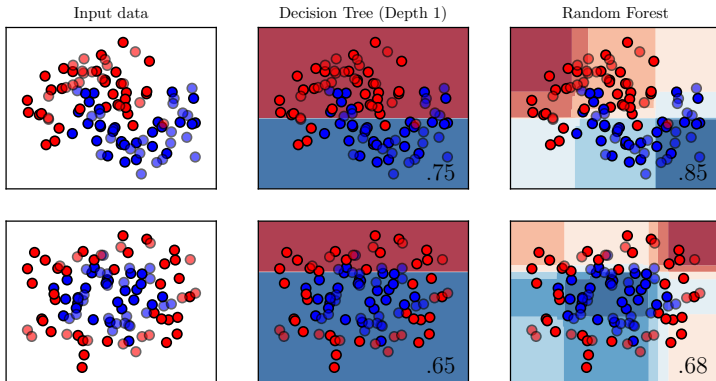 Input data
Decision Tree (Depth 1)
Random Forest
.75
.85
.65
.68